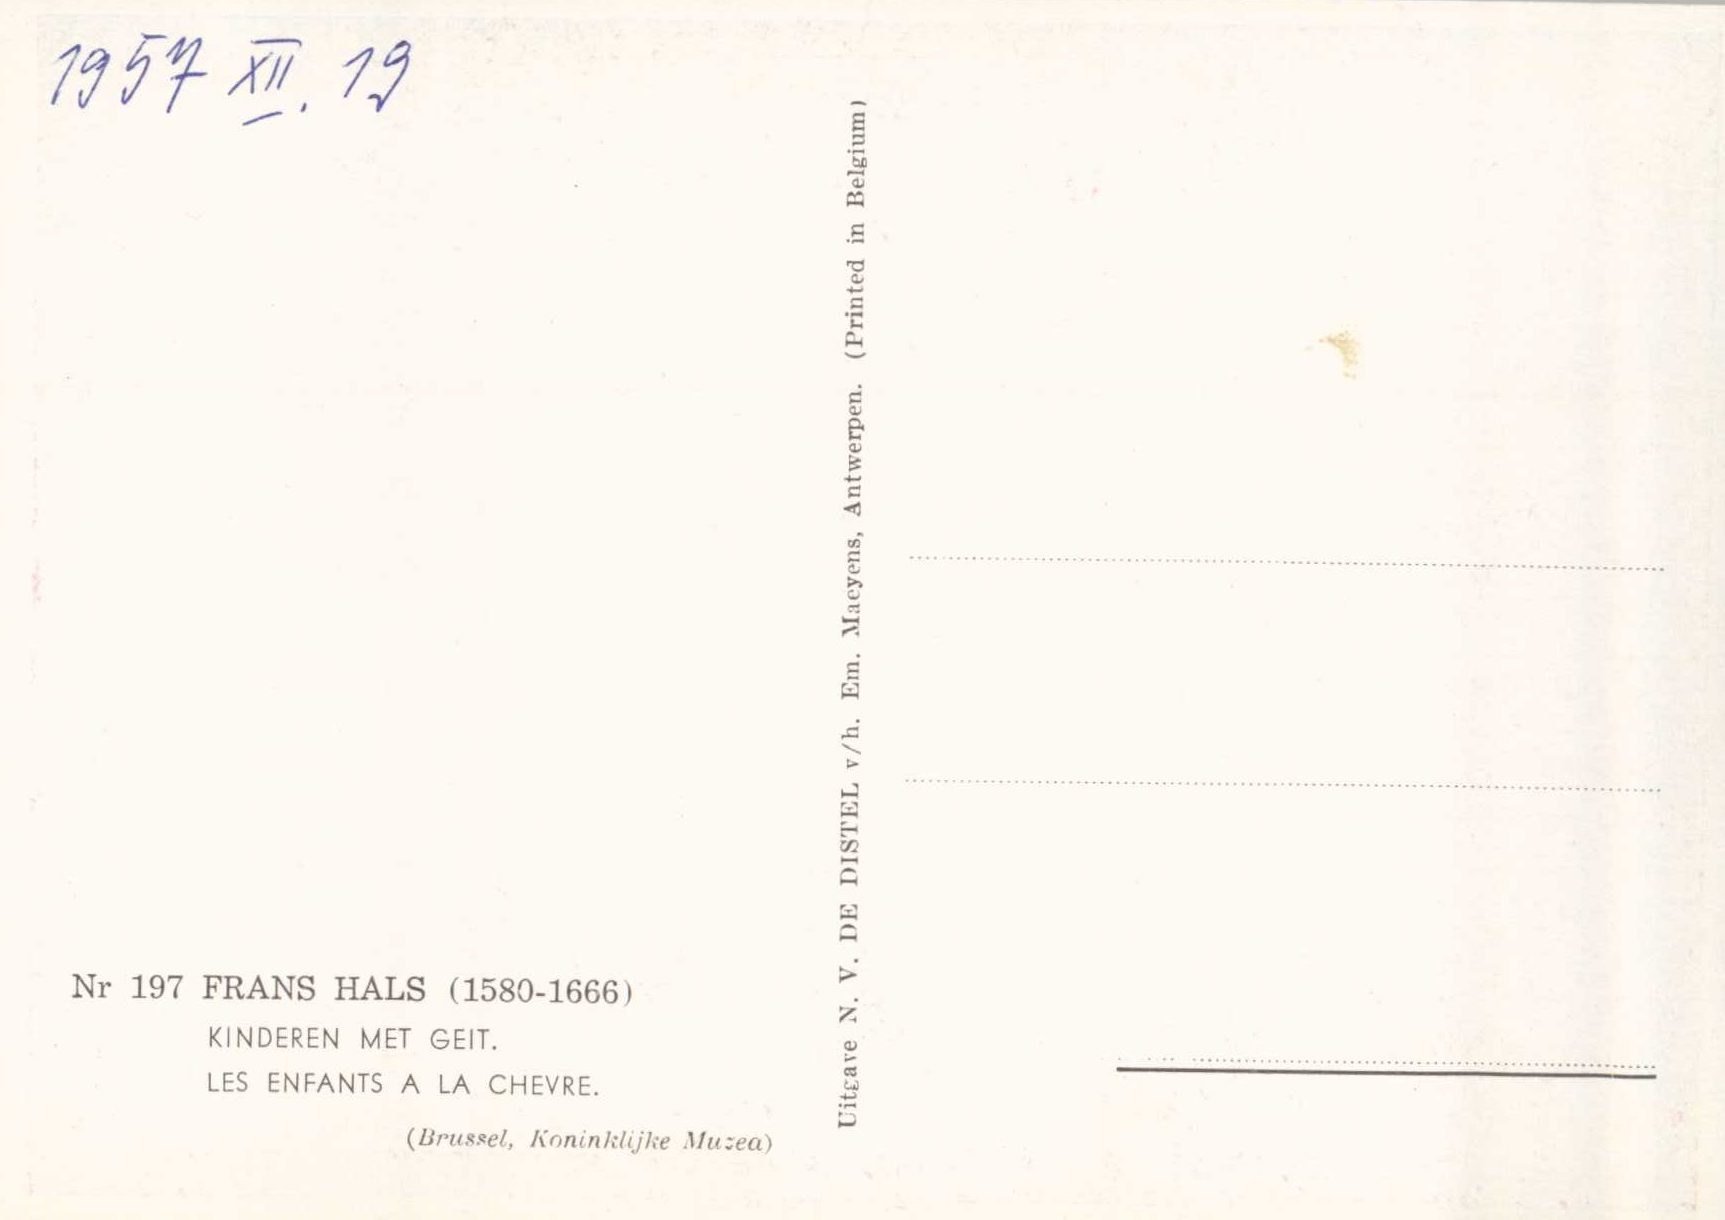 1957 XII. 19
Uitgave N. V. DE DISTEL v/h. Em. Maeyens, Antwerpen. (Printed in Belgium)
Nr 197 FRANS HALS (1580-1666)
KINDEREN MET GEIT.
LES ENFANTS A LA CHEVRE.
(Brussel, Koninklijke Muzea)